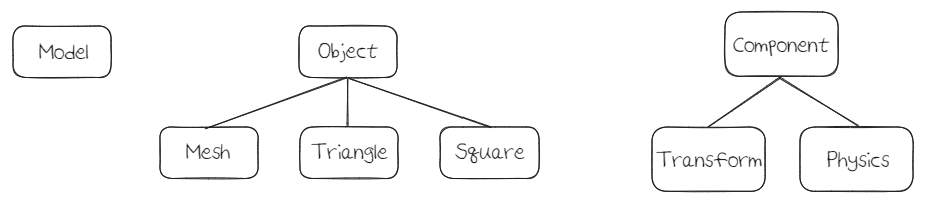 Model
Object
Component
Mesh
Triangle
Square
Transform
Physics